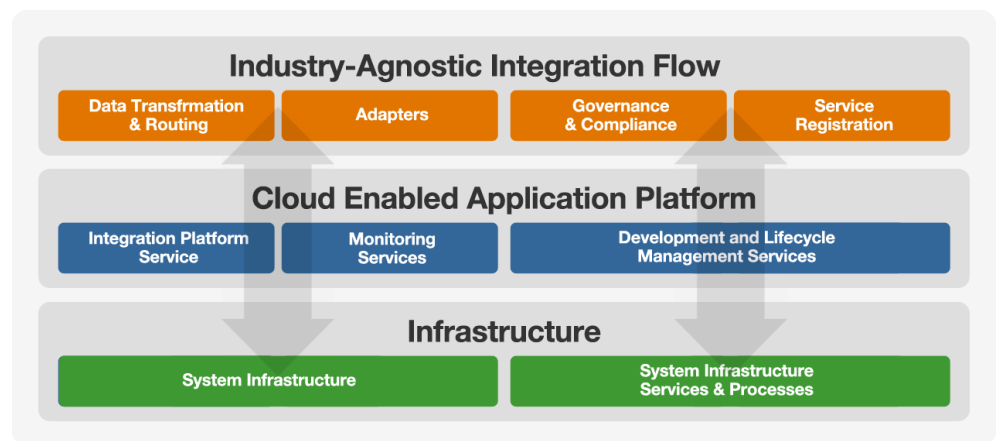 Industry-Agnostic Integration Flow
Data Transfrmation
& Routing
Adapters
Governance
& Compliance
Service
Registration
Cloud Enabled Application Platform
Integration Platform
Service
Monitoring
Services
Development and Lifecycle
Management Services
Infrastructure
System Infrastructure
System Infrastructure
Services & Processes